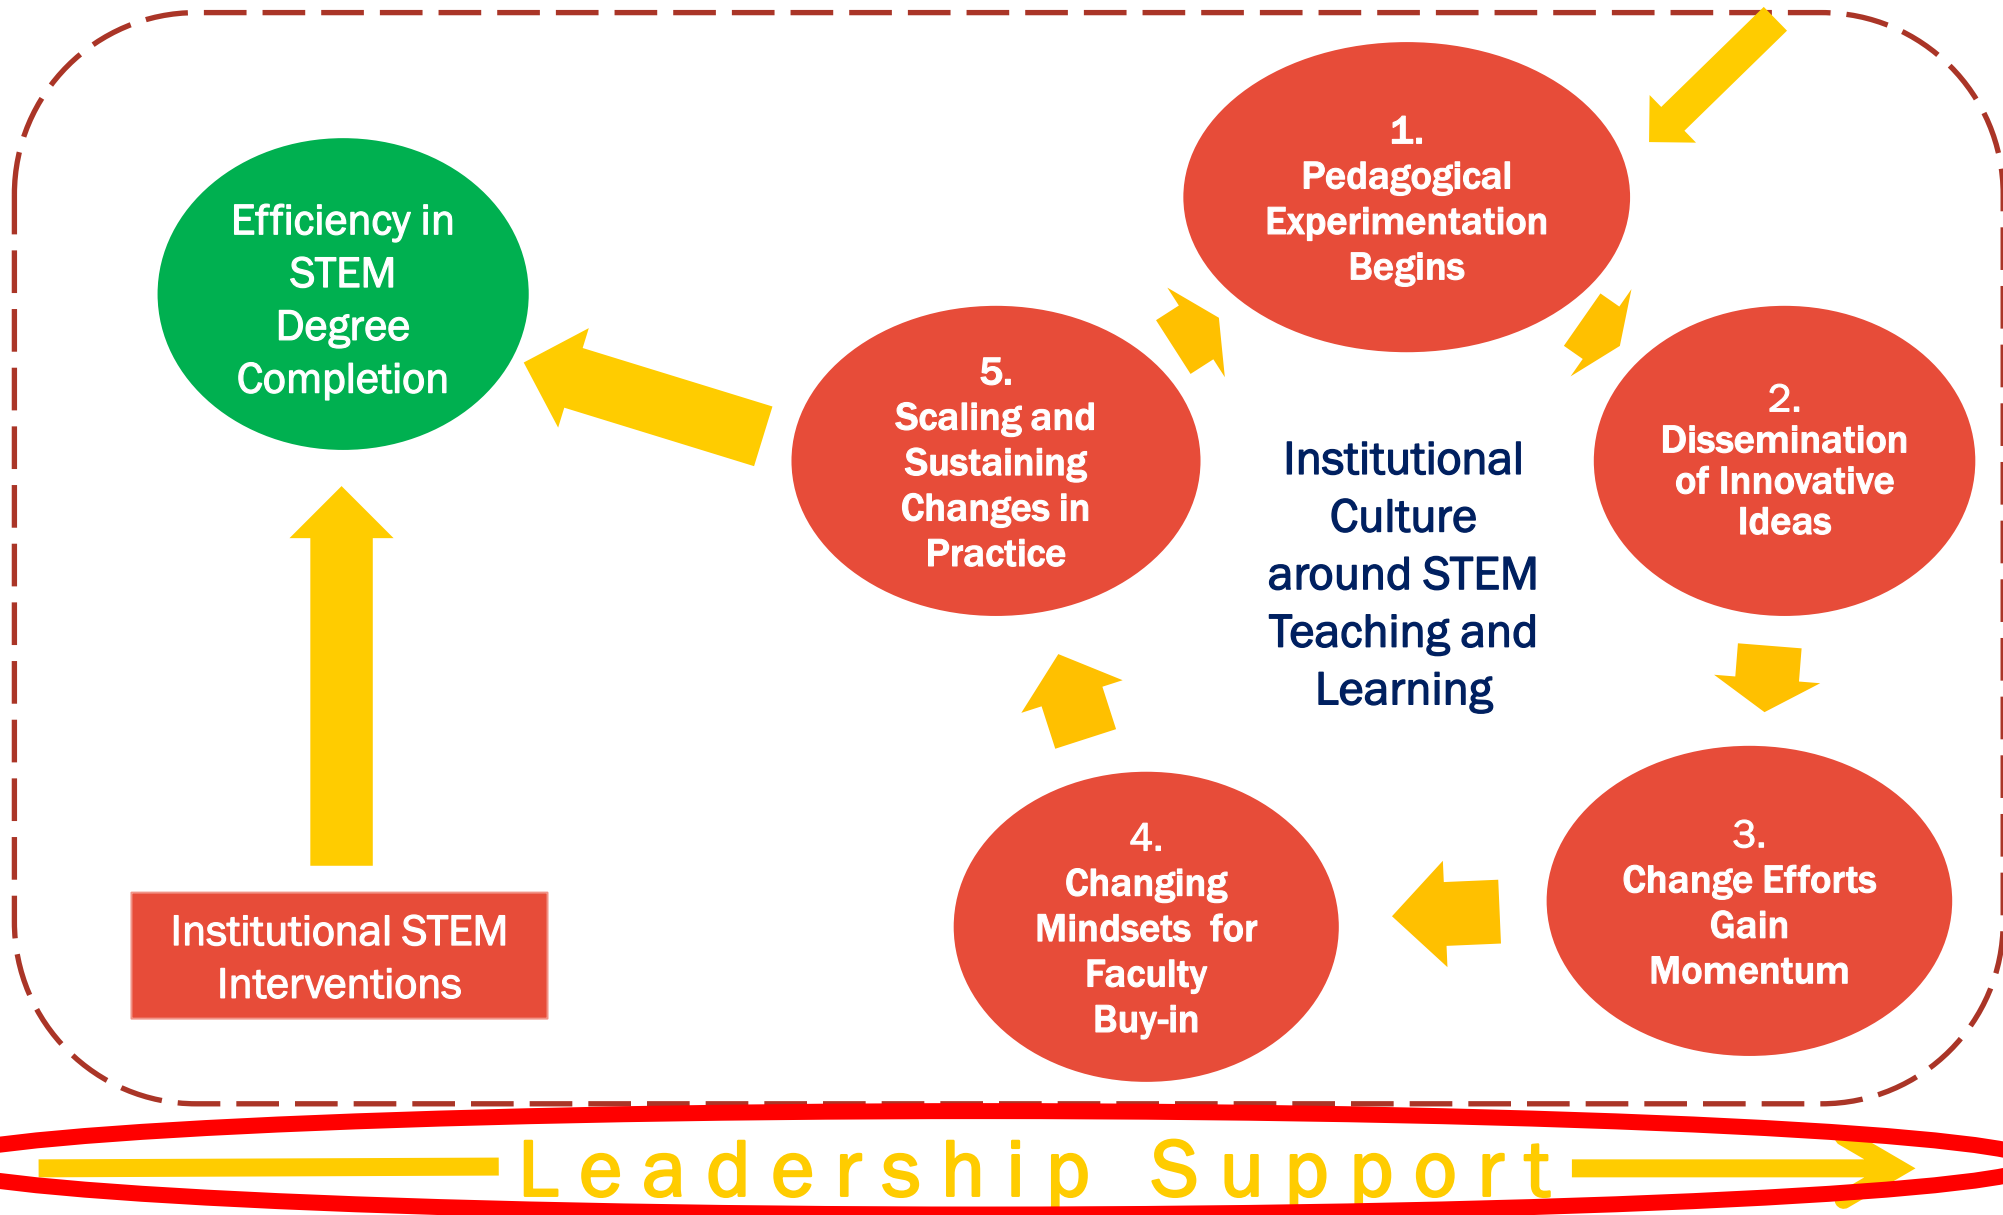 1.
Pedagogical
Experimentation
Begins
2.
Dissemination
of Innovative
Ideas
3.
Change Efforts
Gain
Momentum
4.
Changing
Mindsets for
Faculty
Buy-in
5.
Scaling and
Sustaining
Changes in
Practice
Institutional
Culture
around STEM
Teaching and
Learning
Efficiency in
STEM
Degree
Completion
Institutional STEM
Interventions
Leadership Support